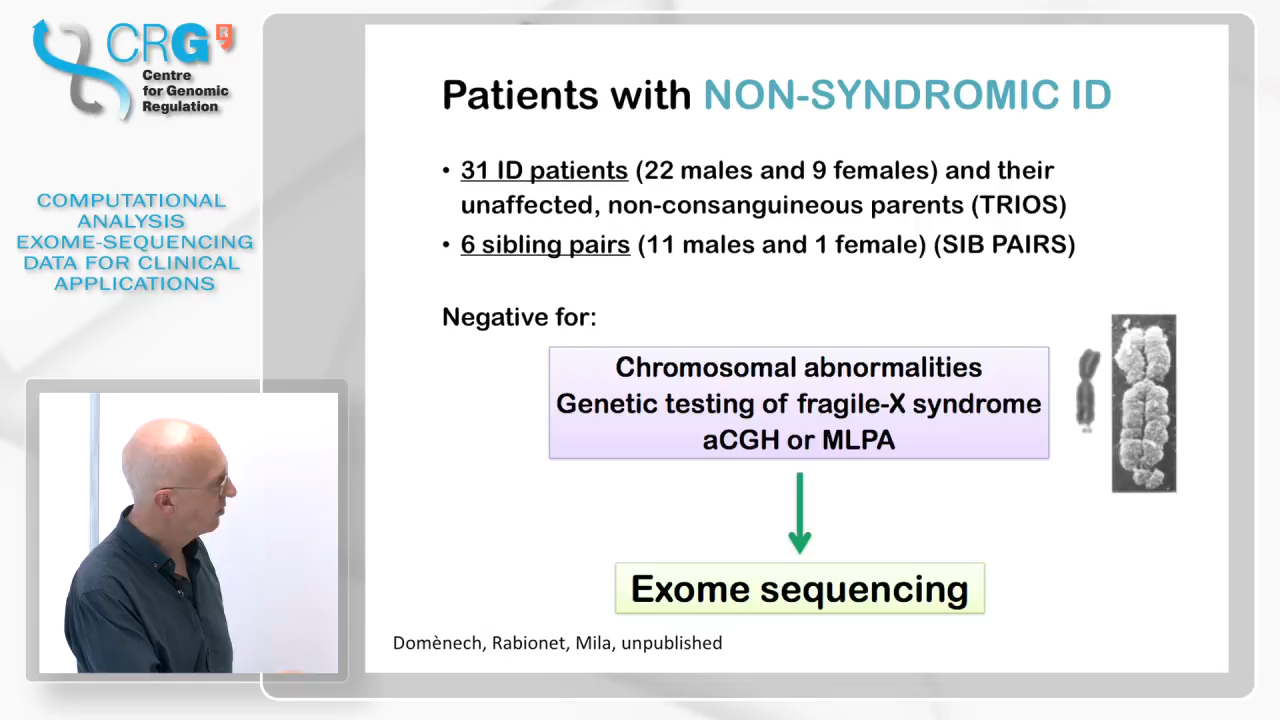 CRG
R
Centre
for Genomic
Regulation
COMPUTATIONAL
ANALYSIS
EXOME-SEQUENCING
DATA FOR CLINICAL
APPLICATIONS
Patients with NON-SYNDROMIC ID
• 31 ID patients (22 males and 9 females) and their
unaffected, non-consanguineous parents (TRIOS)
• 6 sibling pairs (11 males and 1 female) (SIB PAIRS)
Negative for:
Chromosomal abnormalities
Genetic testing of fragile-X syndrome
aCGH or MLPA
Exome sequencing
Domènech, Rabionet, Mila, unpublished